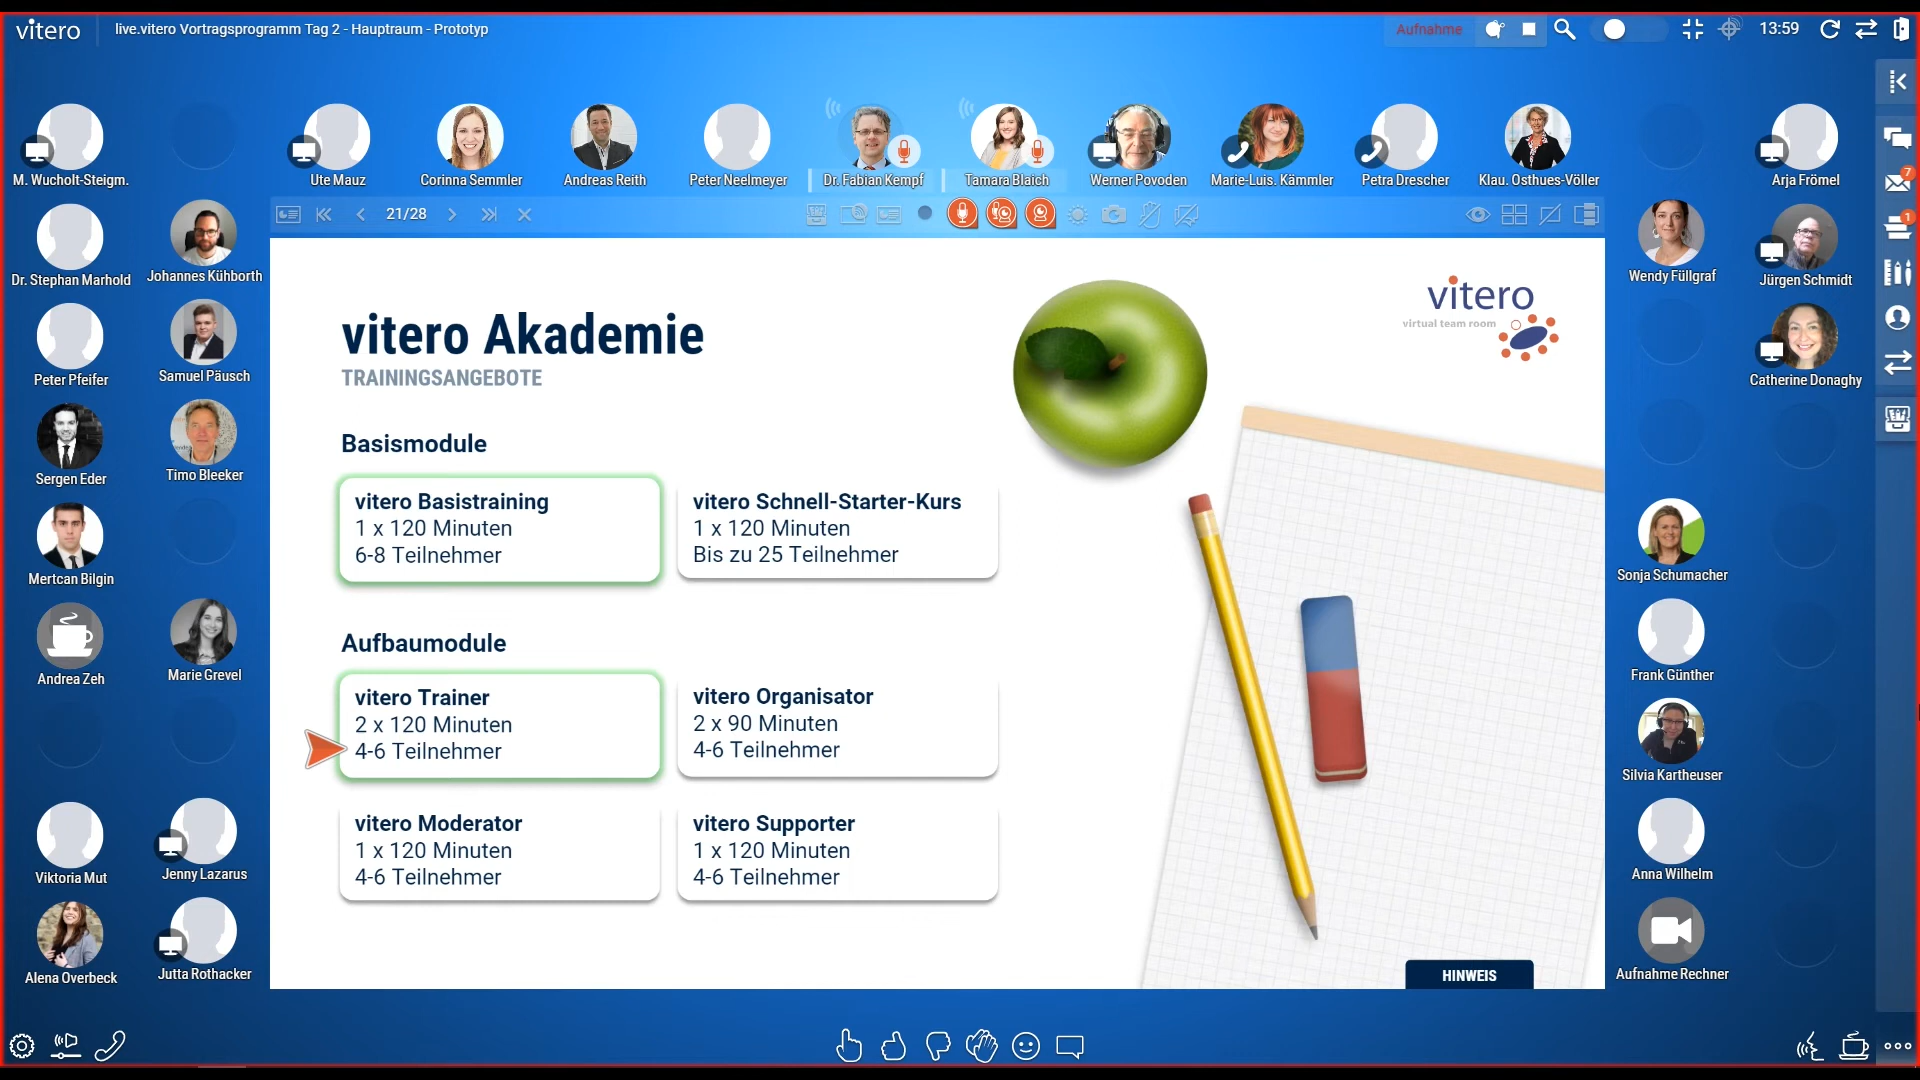 vitero
live.vitero Vortragsprogramm Tag 2 - Hauptraum - Prototyp
Aufnahme
13:59
M. Wucholt-Steigm.
Ute Mauz
Corinna Semmler
Andreas Reith
Peter Neelmeyer
Dr. Fabian Kempf
Tamara Blaich
Werner Povoden
Marie-Luis. Kämmler
Petra Drescher
Klau. Osthues-Völler
Arja Frömel
7
1
21/28
Dr. Stephan Marhold
Johannes Kühborth
Wendy Füllgraf
Jürgen Schmidt
Peter Pfeifer
Samuel Päusch
Catherine Donaghy
Sergen Eder
Timo Bleeker
Mertcan Bilgin
Sonja Schumacher
Andrea Zeh
Marie Grevel
Frank Günther
Silvia Kartheuser
Viktoria Mut
Jenny Lazarus
Anna Wilhelm
Alena Overbeck
Jutta Rothacker
Aufnahme Rechner
vitero Akademie
TRAININGSANGEBOTE
vitero
virtual team room
Basismodule
vitero Basistraining
1 x 120 Minuten
6-8 Teilnehmer
vitero Schnell-Starter-Kurs
1 x 120 Minuten
Bis zu 25 Teilnehmer
Aufbaumodule
vitero Trainer
2 x 120 Minuten
4-6 Teilnehmer
vitero Organisator
2 x 90 Minuten
4-6 Teilnehmer
vitero Moderator
1 x 120 Minuten
4-6 Teilnehmer
vitero Supporter
1 x 120 Minuten
4-6 Teilnehmer
HINWEIS